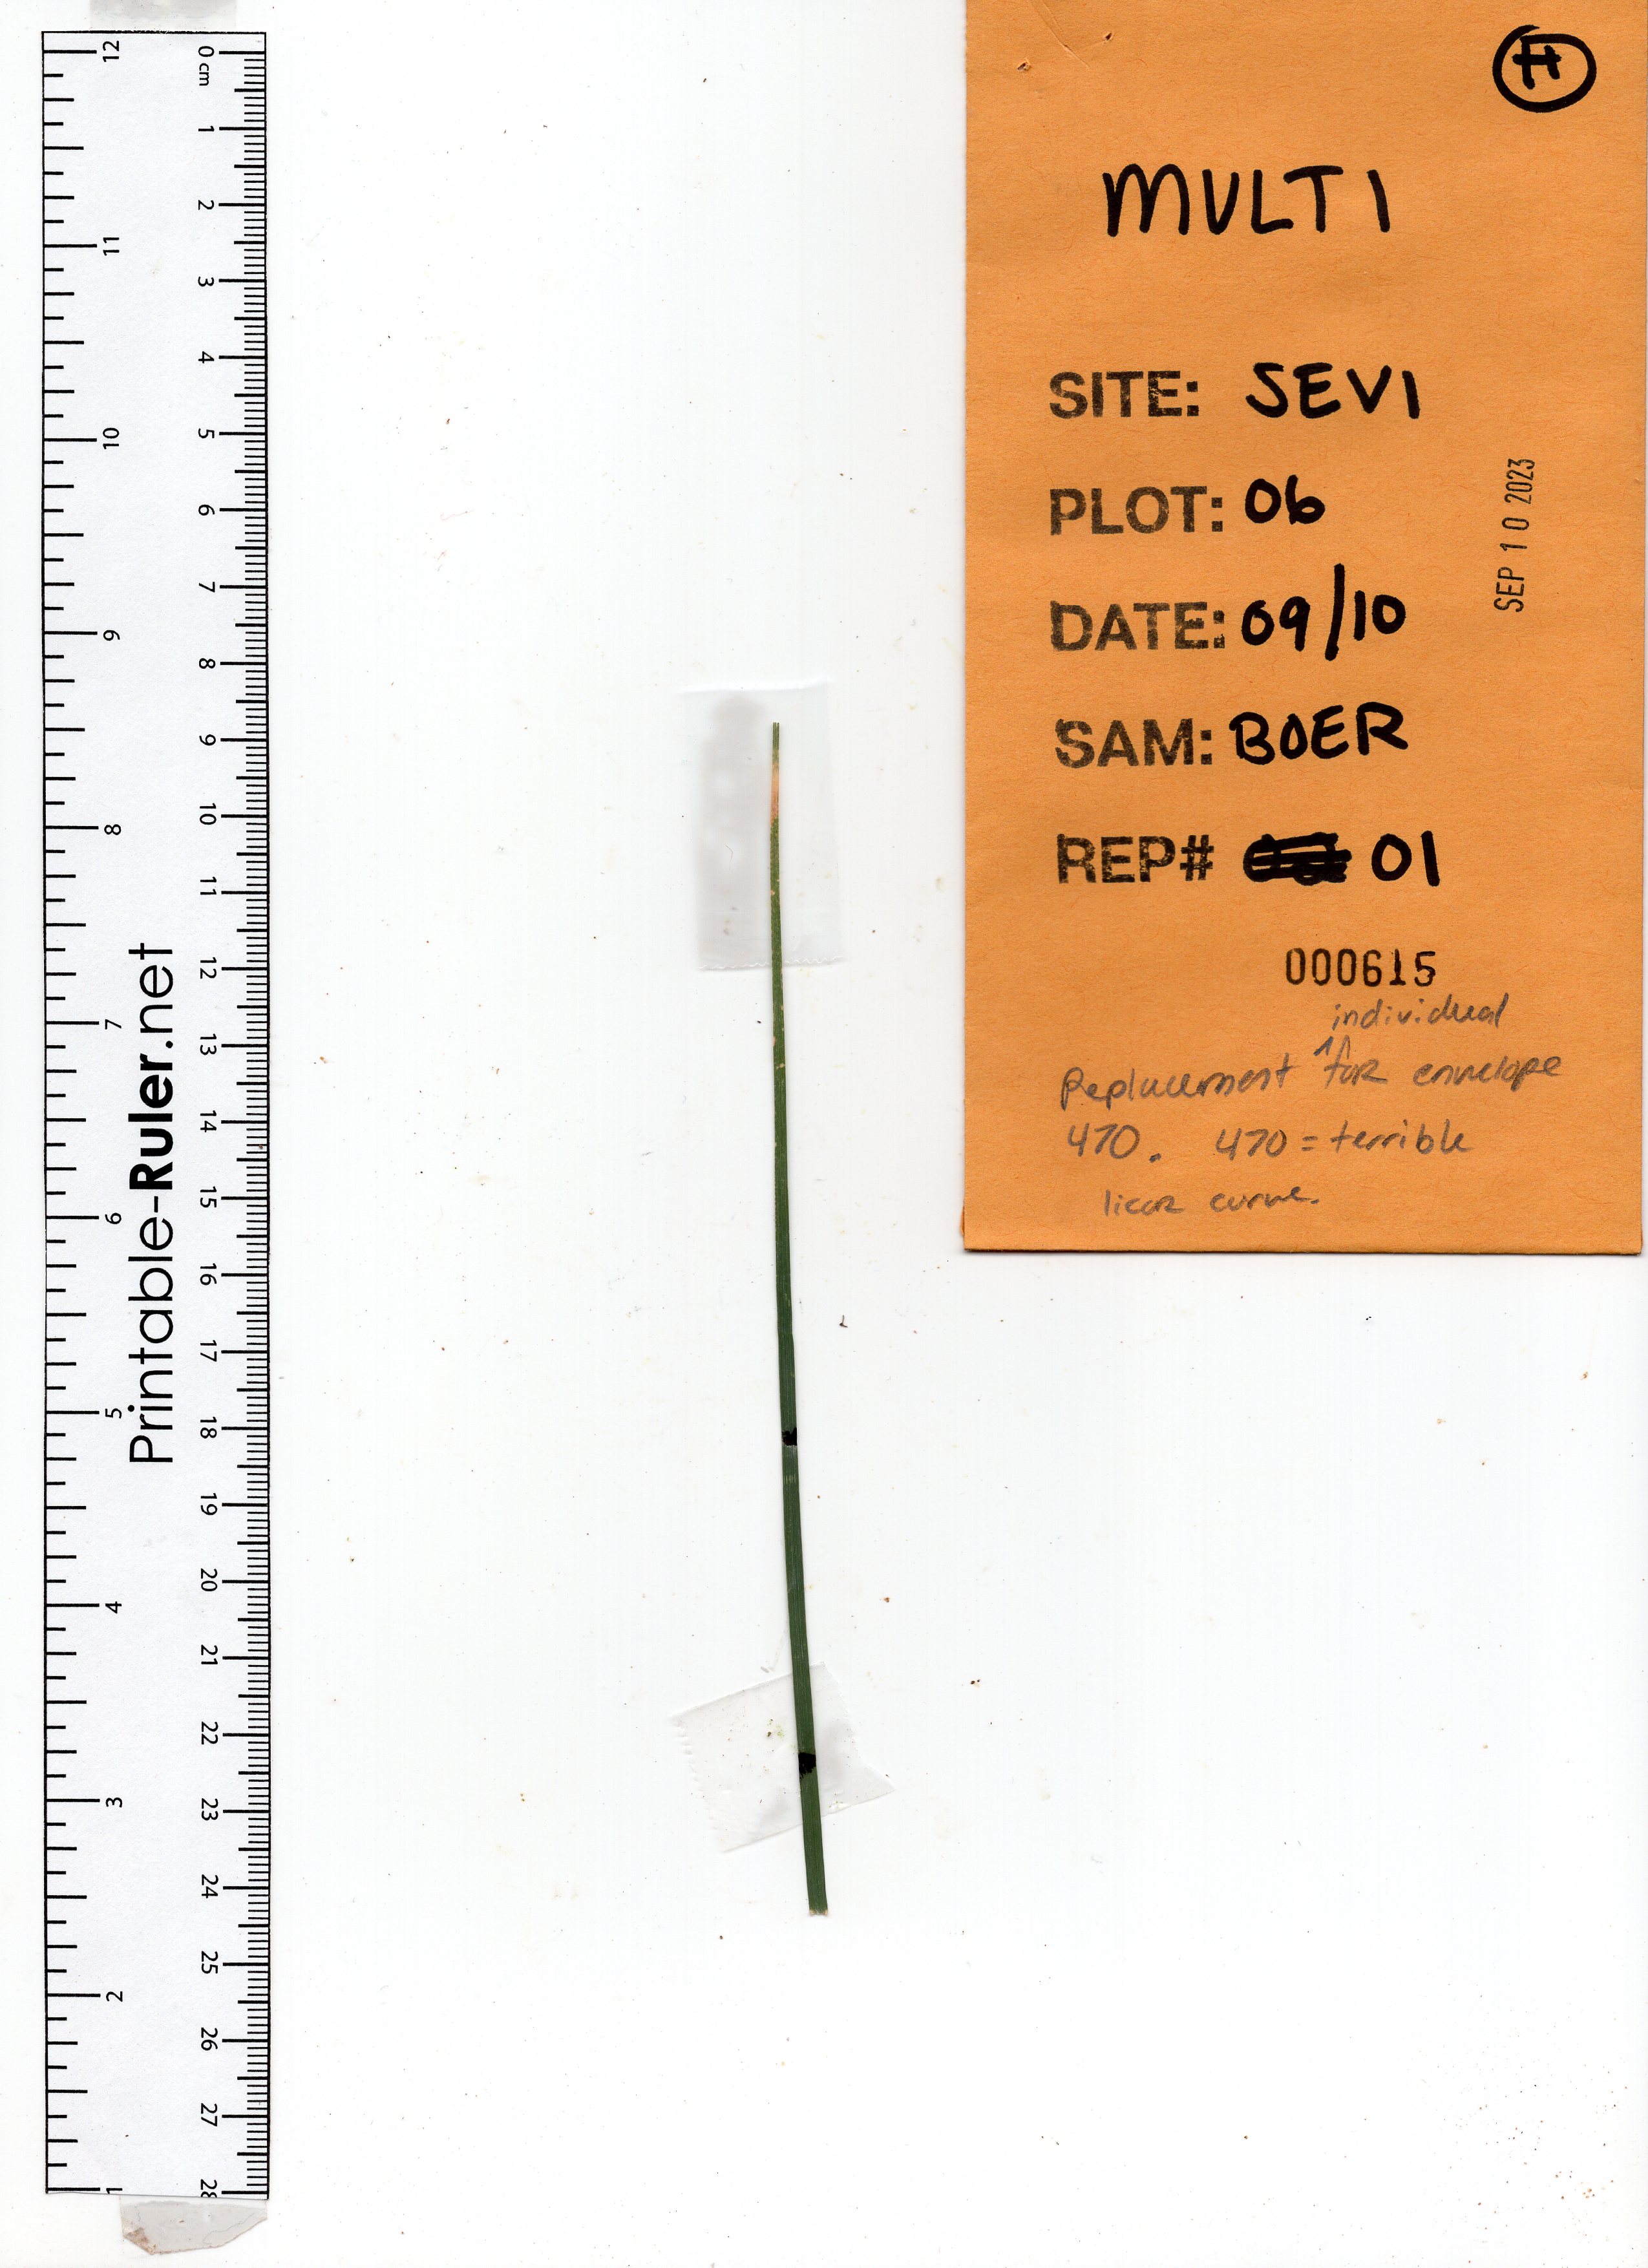 H
MULTI
SITE: SEVI
PLOT: 06
DATE: 09/10
SEP 10 2023
SAM: BOER
REP# 01
000615
individual
Replacement ^for envelope
470. 470 = terrible
licor curve.
Printable-Ruler.net
0 cm 1 2 3 4 5 6 7 8 9 10 11 12 13 14 15 16 17 18 19 20 21 22 23 24 25 26 27 28
12 11 10 9 8 7 6 5 4 3 2 1